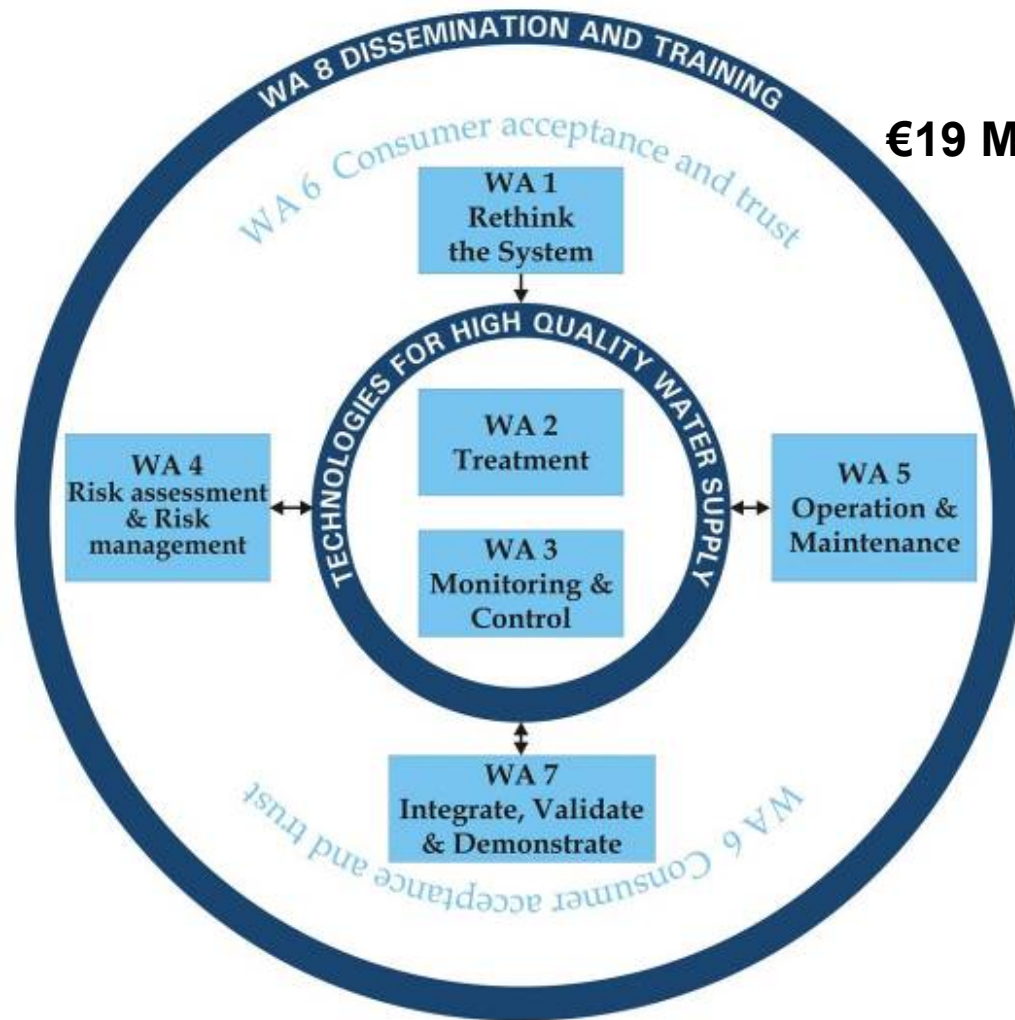 WA 8 DISSEMINATION AND TRAINING
€19 M
WA 6 Consumer acceptance and trust
WA 1
Rethink
the System
TECHNOLOGIES FOR HIGH QUALITY WATER SUPPLY
WA 2
Treatment
WA 4
Risk assessment
& Risk
management
WA 5
Operation &
Maintenance
WA 3
Monitoring &
Control
WA 7
Integrate, Validate
& Demonstrate
WA 6 Consumer acceptance and trust